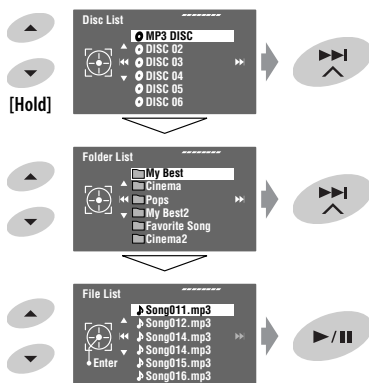 Disc List
MP3 DISC
DISC 02
DISC 03
DISC 04
DISC 05
DISC 06
[Hold]
Folder List
My Best
Cinema
Pops
My Best2
Favorite Song
Cinema2
File List
Song011.mp3
Song012.mp3
Song014.mp3
Song014.mp3
Song015.mp3
Song016.mp3
Enter